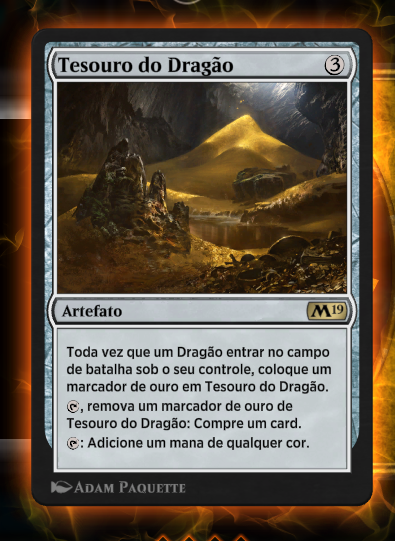 Tesouro do Dragão 3
Artefato M19
Toda vez que um Dragão entrar no campo
de batalha sob o seu controle, coloque um
marcador de ouro em Tesouro do Dragão.
, remova um marcador de ouro de
Tesouro do Dragão: Compre um card.
: Adicione um mana de qualquer cor.
Adam Paquette